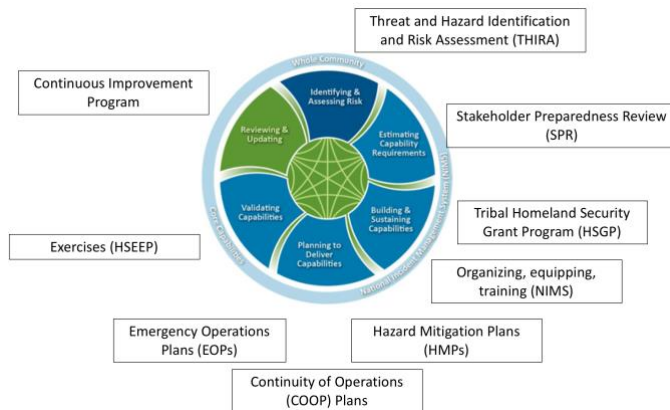 Threat and Hazard Identification
and Risk Assessment (THIRA)
Continuous Improvement
Program
Whole Community
Identifying &
Assessing Risk
Reviewing &
Updating
Estimating
Capability
Requirements
Stakeholder Preparedness Review
(SPR)
Validating
Capabilities
Building &
Sustaining
Capabilities
Planning to
Deliver
Capabilities
Core Capabilities
National Incident Management System (NIMS)
Tribal Homeland Security
Grant Program (HSGP)
Exercises (HSEEP)
Organizing, equipping,
training (NIMS)
Emergency Operations
Plans (EOPs)
Hazard Mitigation Plans
(HMPs)
Continuity of Operations
(COOP) Plans